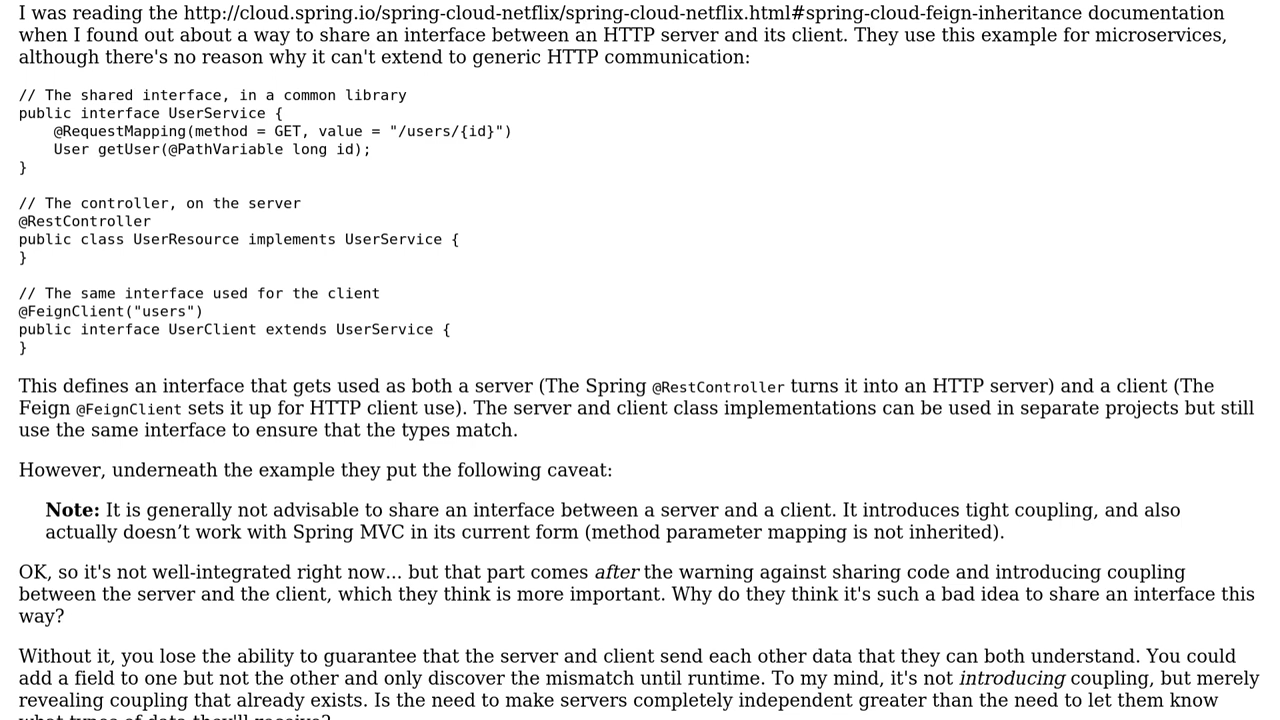 I was reading the http://cloud.spring.io/spring-cloud-netflix/spring-cloud-netflix.html#spring-cloud-feign-inheritance documentation
when I found out about a way to share an interface between an HTTP server and its client. They use this example for microservices,
although there's no reason why it can't extend to generic HTTP communication:
// The shared interface, in a common library
public interface UserService {
    @RequestMapping(method = GET, value = "/users/{id}")
    User getUser(@PathVariable long id);
}
// The controller, on the server
@RestController
public class UserResource implements UserService {
}
// The same interface used for the client
@FeignClient("users")
public interface UserClient extends UserService {
}
This defines an interface that gets used as both a server (The Spring @RestController turns it into an HTTP server) and a client (The
Feign @FeignClient sets it up for HTTP client use). The server and client class implementations can be used in separate projects but still
use the same interface to ensure that the types match.
However, underneath the example they put the following caveat:
Note: It is generally not advisable to share an interface between a server and a client. It introduces tight coupling, and also
actually doesn’t work with Spring MVC in its current form (method parameter mapping is not inherited).
OK, so it's not well-integrated right now... but that part comes after the warning against sharing code and introducing coupling
between the server and the client, which they think is more important. Why do they think it's such a bad idea to share an interface this
way?
Without it, you lose the ability to guarantee that the server and client send each other data that they can both understand. You could
add a field to one but not the other and only discover the mismatch until runtime. To my mind, it's not introducing coupling, but merely
revealing coupling that already exists. Is the need to make servers completely independent greater than the need to let them know
what types of data they'll receive?